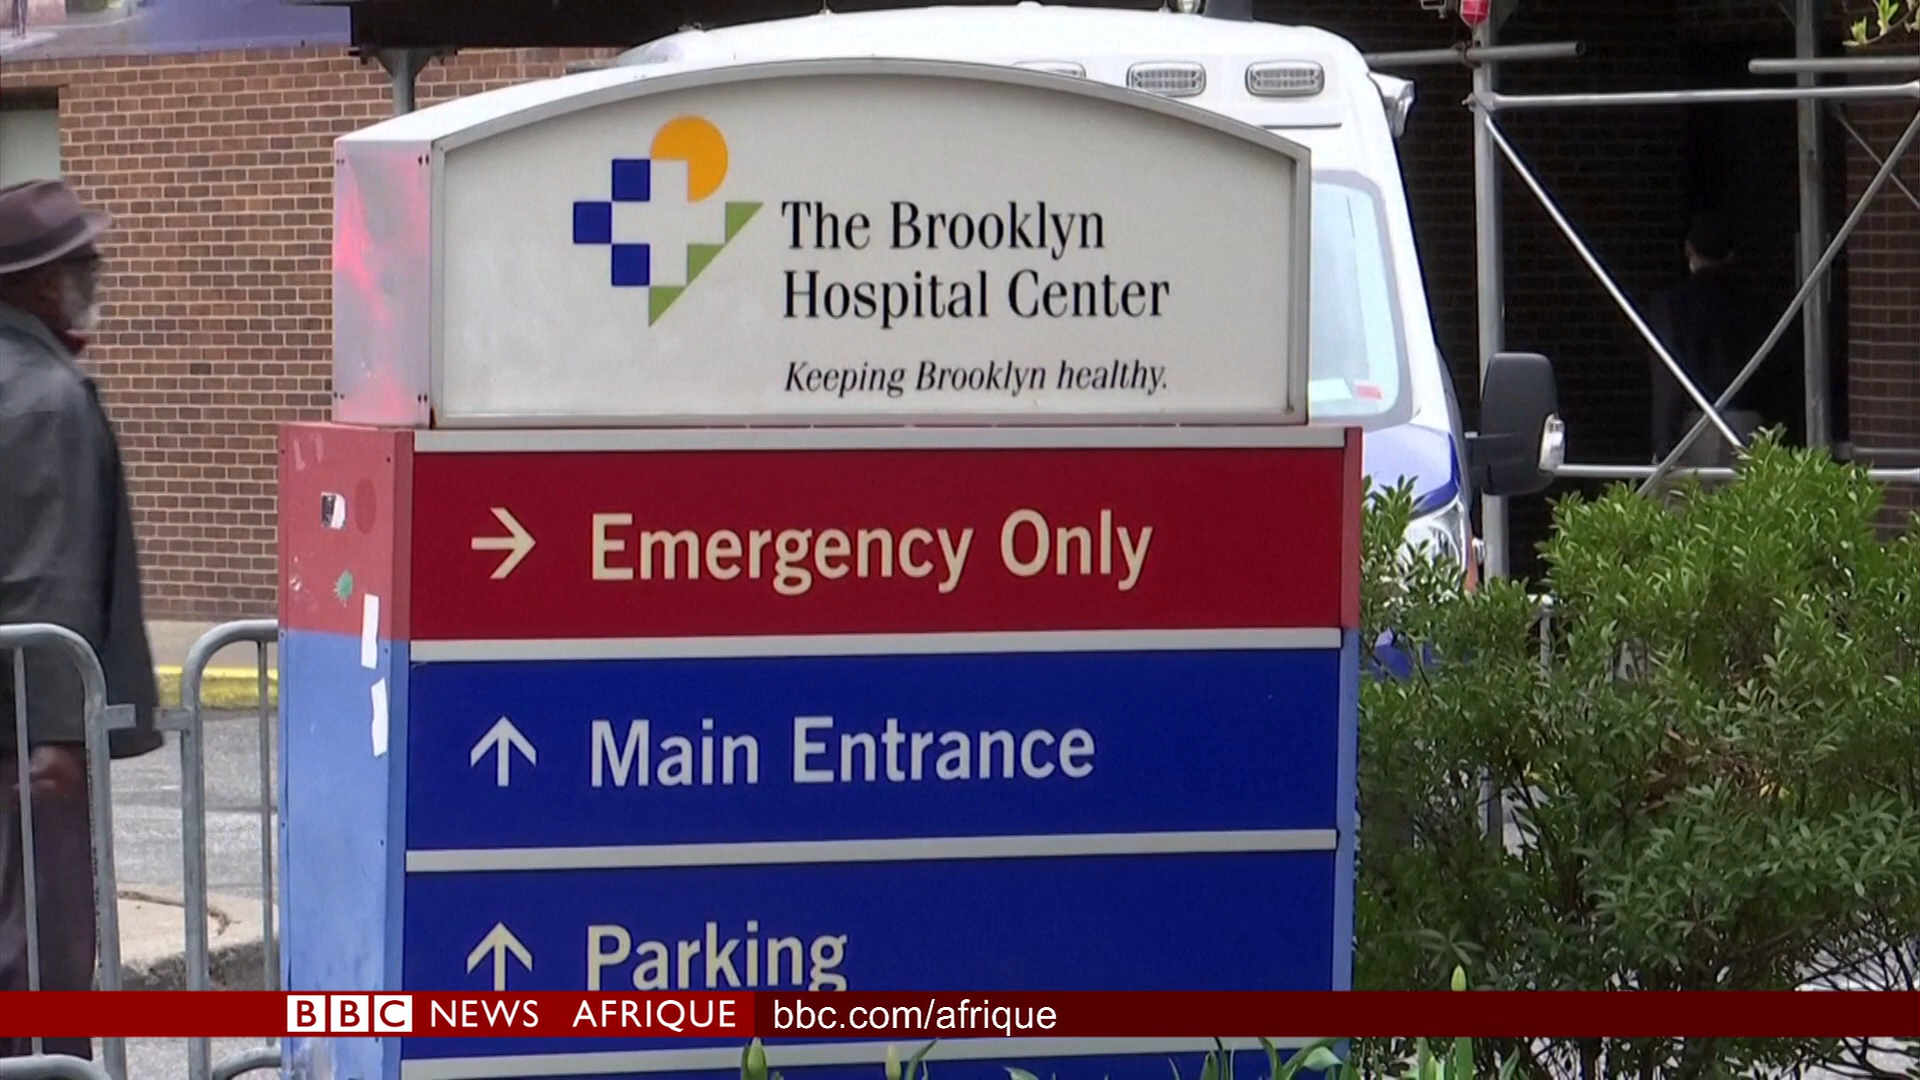 The Brooklyn
Hospital Center
Keeping Brooklyn healthy.
→ Emergency Only
↑ Main Entrance
↑ Parking
BBC NEWS AFRIQUE bbc.com/afrique